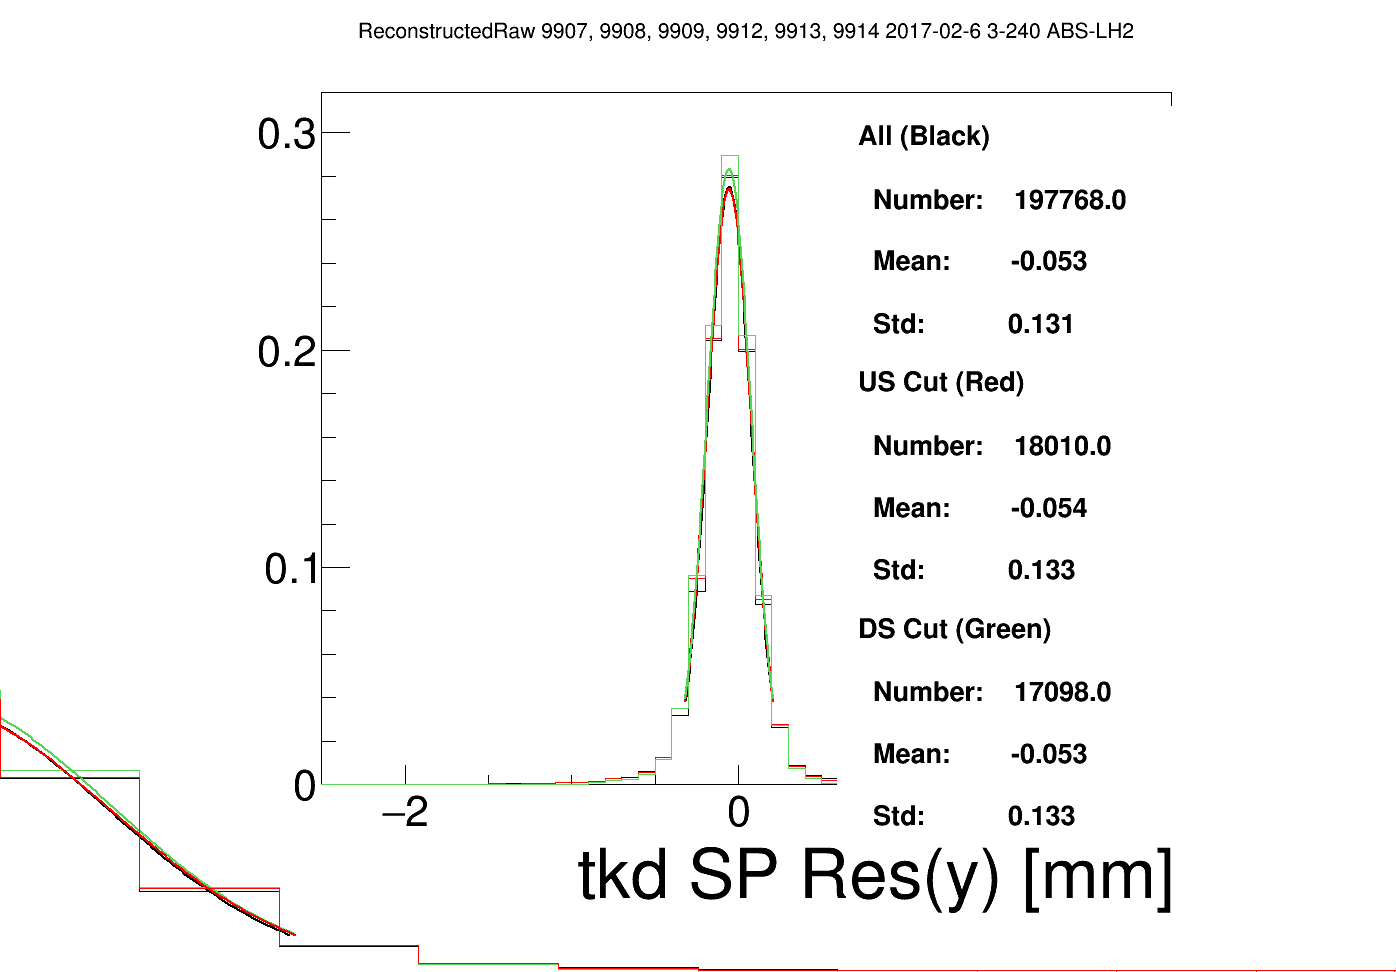 ReconstructedRaw 9907, 9908, 9909, 9912, 9913, 9914 2017-02-6 3-240 ABS-LH2
0.3
0.2
0.1
0
−2 0
tkd SP Res(y) [mm]
All (Black)
Number: 197768.0
Mean: -0.053
Std: 0.131
US Cut (Red)
Number: 18010.0
Mean: -0.054
Std: 0.133
DS Cut (Green)
Number: 17098.0
Mean: -0.053
Std: 0.133